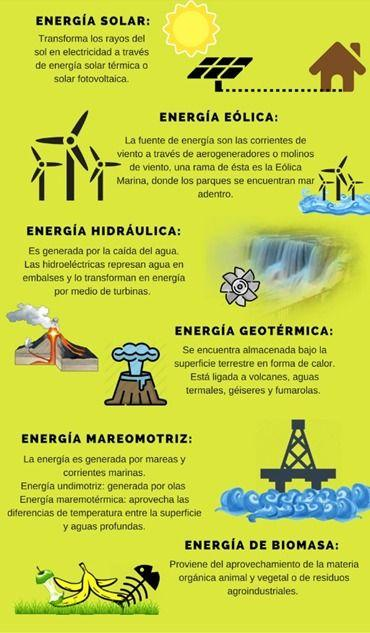 ENERGÍA SOLAR:
Transforma los rayos del
sol en electricidad a través
de energía solar térmica o
solar fotovoltaica.
ENERGÍA EÓLICA:
La fuente de energía son las corrientes de
viento a través de aerogeneradores o molinos
de viento, una rama de ésta es la Eólica
Marina, donde los parques se encuentran mar
adentro.
ENERGÍA HIDRÁULICA:
Es generada por la caída del agua.
Las hidroeléctricas represan agua en
embalses y lo transforman en energía
por medio de turbinas.
ENERGÍA GEOTÉRMICA:
Se encuentra almacenada bajo la
superficie terrestre en forma de calor.
Está ligada a volcanes, aguas
termales, géiseres y fumarolas.
ENERGÍA MAREOMOTRIZ:
La energía es generada por mareas y
corrientes marinas.
Energía undimotriz: generada por olas
Energía maremotérmica: aprovecha las
diferencias de temperatura entre la superficie
y aguas profundas.
ENERGÍA DE BIOMASA:
Proviene del aprovechamiento de la materia
orgánica animal y vegetal o de residuos
agroindustriales.